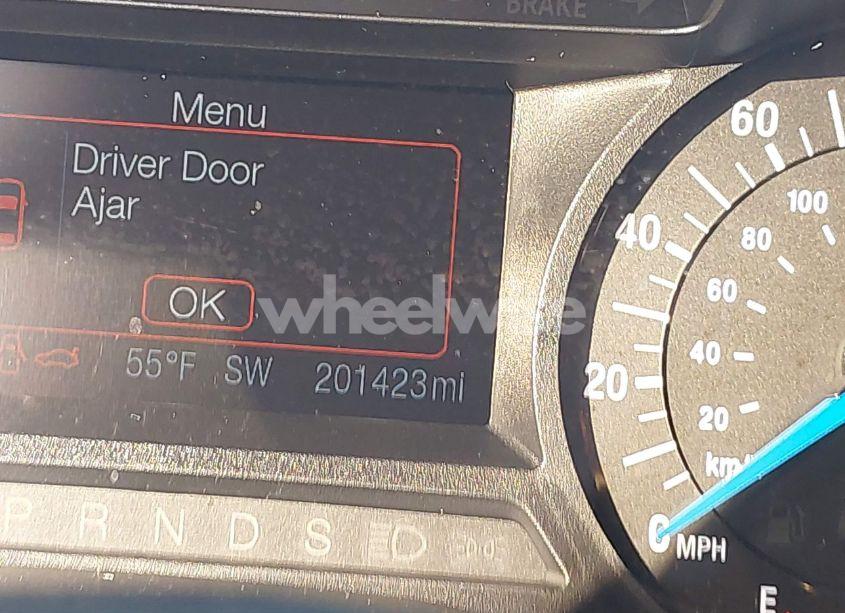 BRAKE
Menu
Driver Door
Ajar
OK
wheelwise
55°F SW 201423mi
P R N D S
60
40
20
0 MPH
100
80
60
40
20
km/
E